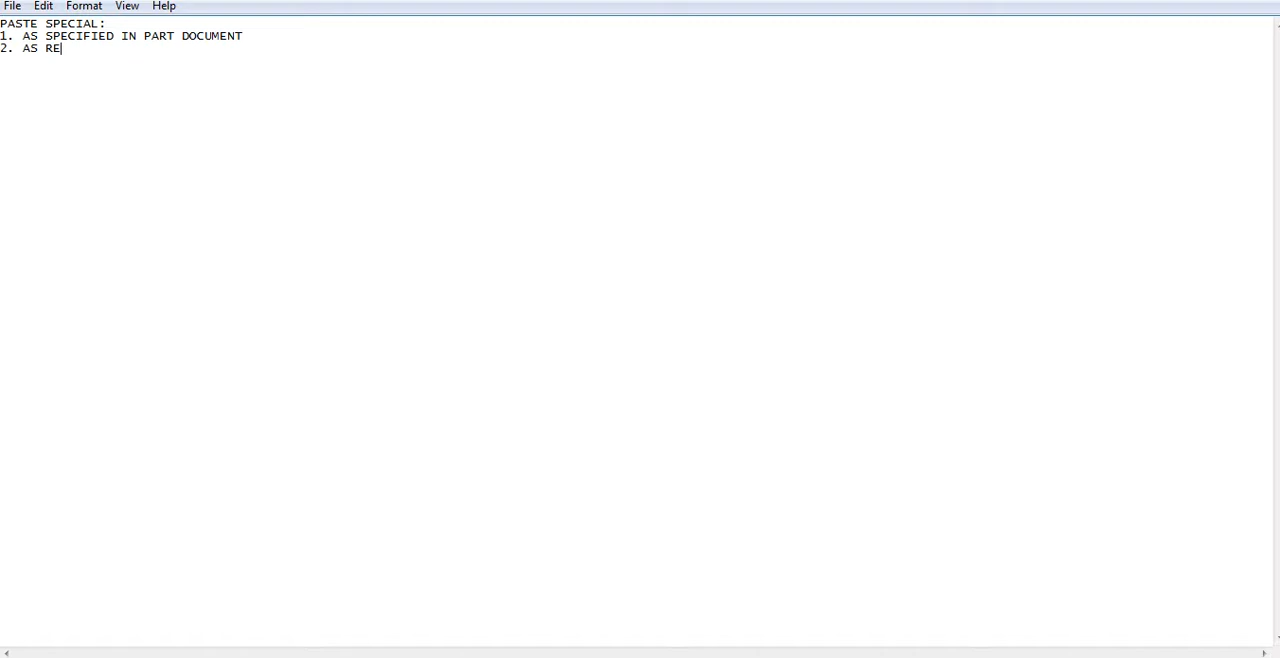 File Edit Format View Help
PASTE SPECIAL:
1. AS SPECIFIED IN PART DOCUMENT
2. AS RE